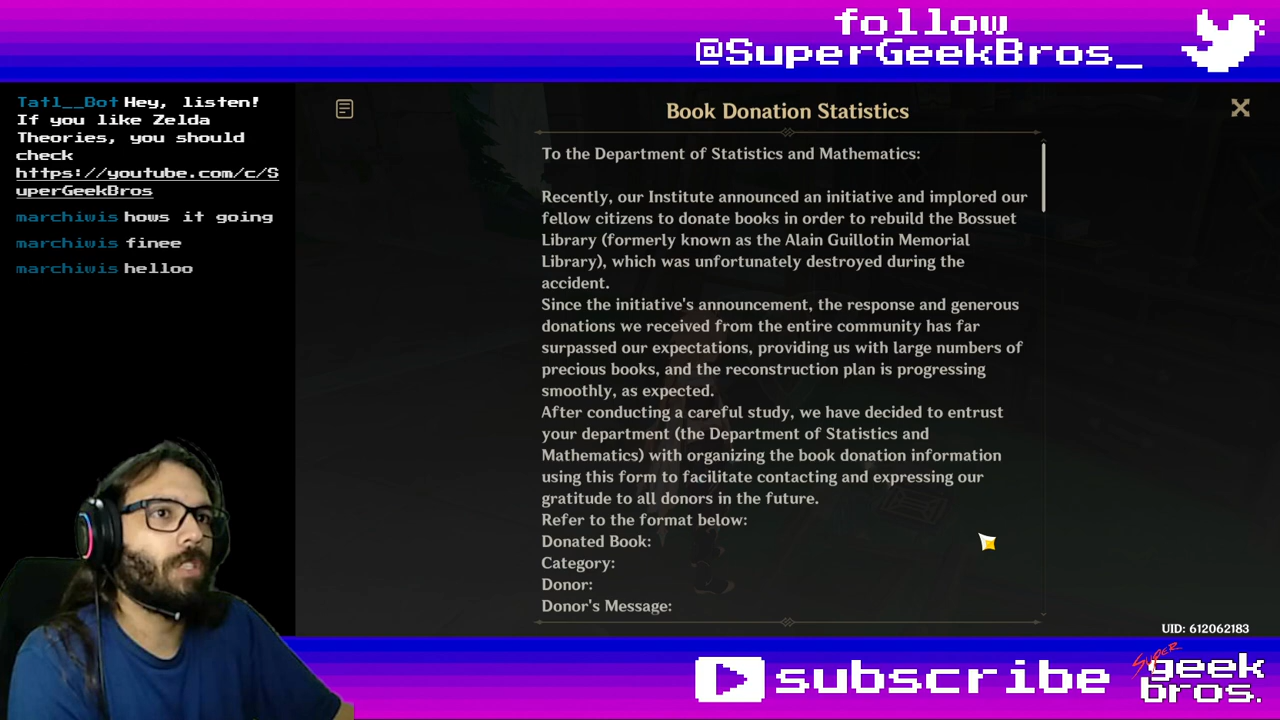 follow
@SuperGeekBros_
Tatl__Bot Hey, listen!
If you like Zelda
Theories, you should
check
https://youtube.com/c/S
uperGeekBros
marchiwis hows it going
marchiwis finee
marchiwis helloo
Book Donation Statistics
To the Department of Statistics and Mathematics:
Recently, our Institute announced an initiative and implored our
fellow citizens to donate books in order to rebuild the Bossuet
Library (formerly known as the Alain Guillotin Memorial
Library), which was unfortunately destroyed during the
accident.
Since the initiative's announcement, the response and generous
donations we received from the entire community has far
surpassed our expectations, providing us with large numbers of
precious books, and the reconstruction plan is progressing
smoothly, as expected.
After conducting a careful study, we have decided to entrust
your department (the Department of Statistics and
Mathematics) with organizing the book donation information
using this form to facilitate contacting and expressing our
gratitude to all donors in the future.
Refer to the format below:
Donated Book:
Category:
Donor:
Donor's Message:
UID: 612062183
subscribe
Super
geek
bros.